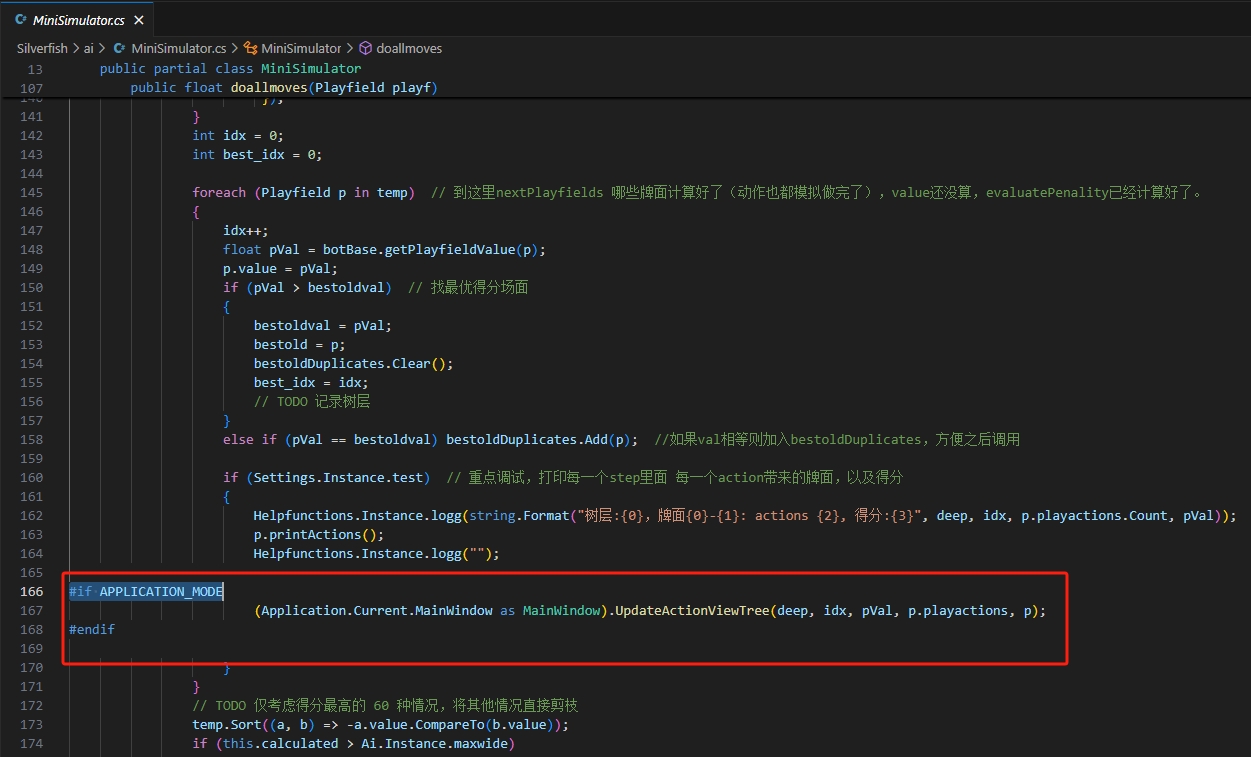 MiniSimulator.cs
Silverfish > ai > MiniSimulator.cs > MiniSimulator > doallmoves
13 public partial class MiniSimulator
107 public float doallmoves(Playfield playf)
140 });
141 }
142 int idx = 0;
143 int best_idx = 0;
144
145 foreach (Playfield p in temp) // 到这里nextPlayfields 哪些牌面计算好了（动作也都模拟做完了），value还没算，evaluatePenality已经计算好了。
146 {
147 idx++;
148 float pVal = botBase.getPlayfieldValue(p);
149 p.value = pVal;
150 if (pVal > bestoldval) // 找最优得分场面
151 {
152 bestoldval = pVal;
153 bestold = p;
154 bestoldDuplicates.Clear();
155 best_idx = idx;
156 // TODO 记录树层
157 }
158 else if (pVal == bestoldval) bestoldDuplicates.Add(p); //如果val相等则加入bestoldDuplicates，方便之后调用
159
160 if (Settings.Instance.test) // 重点调试，打印每一个step里面 每一个action带来的牌面，以及得分
161 {
162 Helpfunctions.Instance.logg(string.Format("树层:{0}，牌面{0}-{1}: actions {2}, 得分:{3}", deep, idx, p.playactions.Count, pVal));
163 p.printActions();
164 Helpfunctions.Instance.logg("");
165
166 #if APPLICATION_MODE
167 (Application.Current.MainWindow as MainWindow).UpdateActionViewTree(deep, idx, pVal, p.playactions, p);
168 #endif
169
170 }
171 }
172 // TODO 仅考虑得分最高的 60 种情况，将其他情况直接剪枝
173 temp.Sort((a, b) => -a.value.CompareTo(b.value));
174 if (this.calculated > Ai.Instance.maxwide)